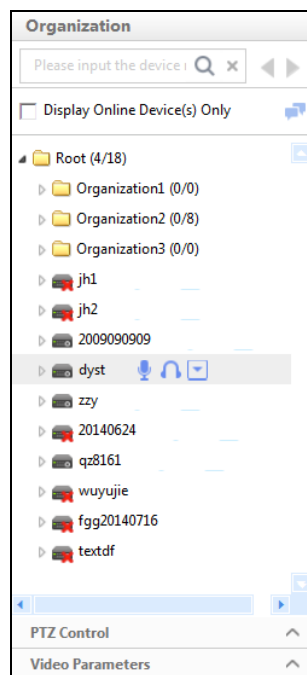 Organization
Please input the device
Display Online Device(s) Only
Root (4/18)
Organization1 (0/0)
Organization2 (0/8)
Organization3 (0/0)
jh1
jh2
2009090909
dyst
zzy
20140624
qz8161
wuyujie
fgg20140716
textdf
PTZ Control
Video Parameters